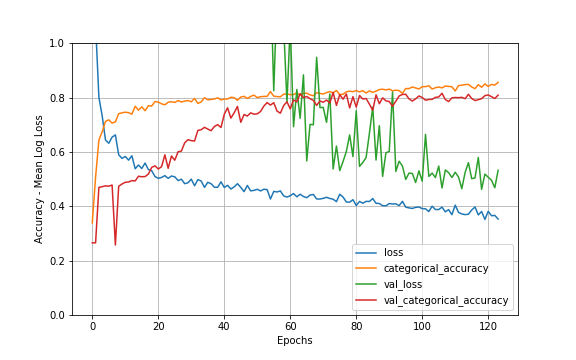 1.0
0.8
0.6
0.4
0.2
0.0
Accuracy - Mean Log Loss
0 20 40 60 80 100 120
Epochs
loss
categorical_accuracy
val_loss
val_categorical_accuracy